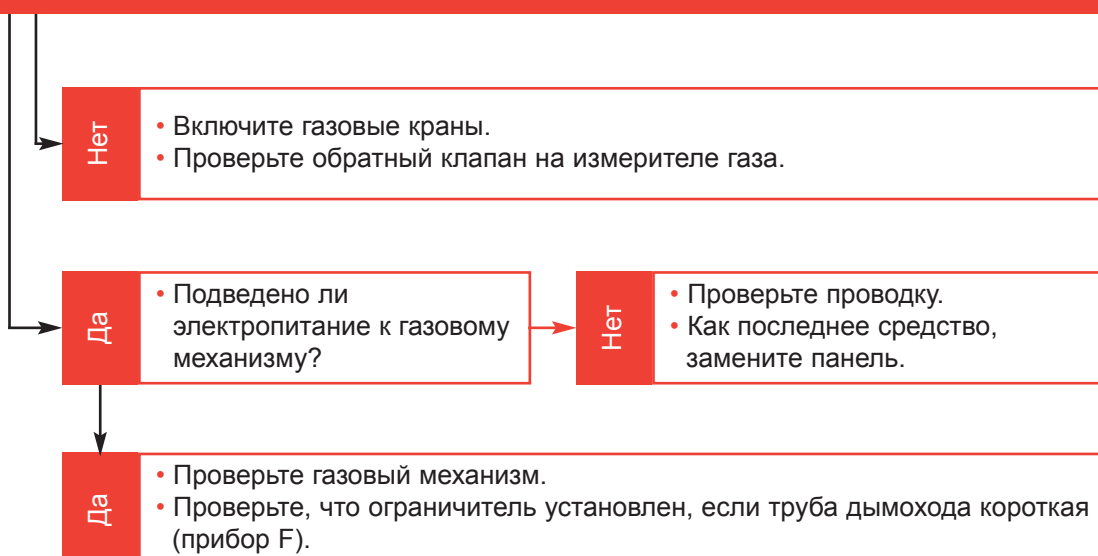 Нет
• Включите газовые краны.
• Проверьте обратный клапан на измерителе газа.
Да
• Подведено ли
электропитание к газовому
механизму?
Нет
• Проверьте проводку.
• Как последнее средство,
замените панель.
Да
• Проверьте газовый механизм.
• Проверьте, что ограничитель установлен, если труба дымохода короткая
(прибор F).